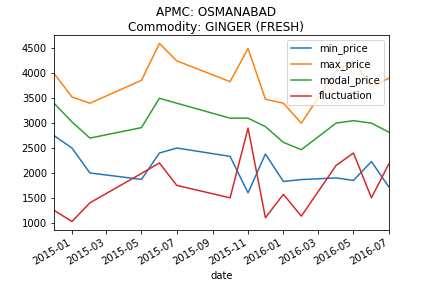 APMC: OSMANABAD
Commodity: GINGER (FRESH)
4500
4000
3500
3000
2500
2000
1500
1000
min_price
max_price
modal_price
fluctuation
2015-01
2015-03
2015-05
2015-07
2015-09
2015-11
2016-01
2016-03
2016-05
2016-07
date